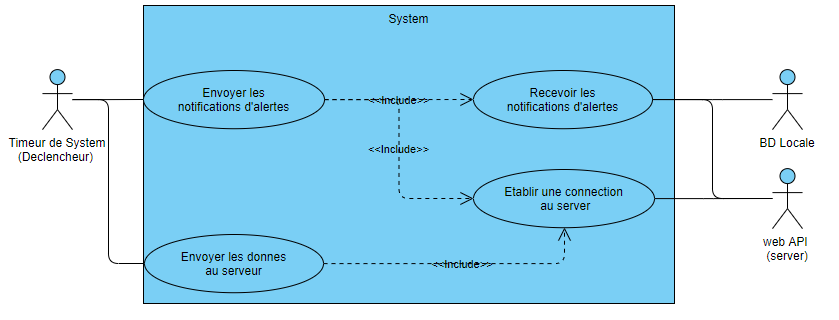 System
Envoyer les
notifications d'alertes
<<Include>>
Recevoir les
notifications d'alertes
Timeur de System
(Declencheur)
BD Locale
<<Include>>
Etablir une connection
au server
web API
(server)
Envoyer les donnes
au serveur
<<Include>>